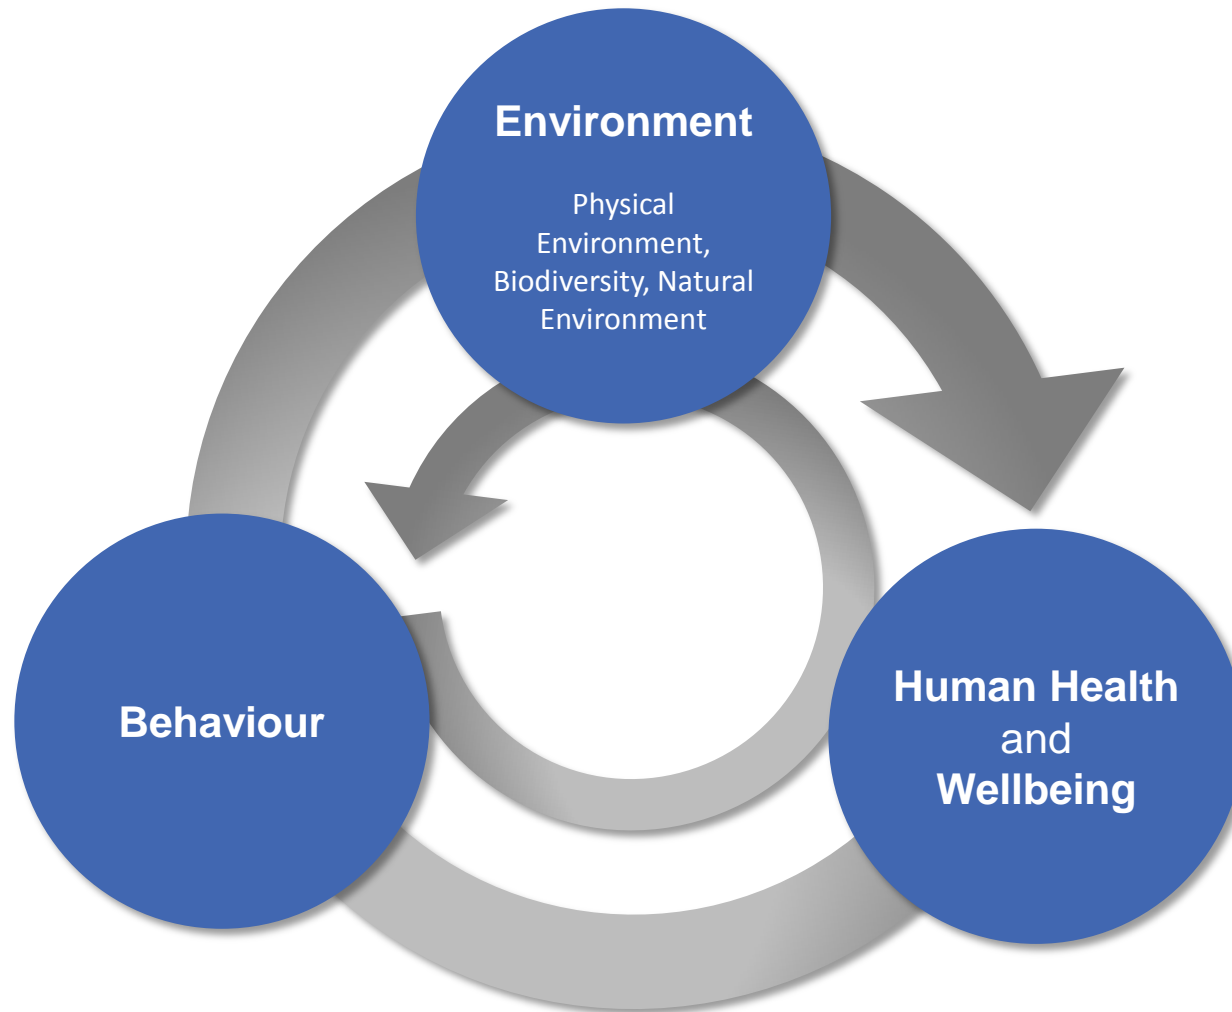 Environment
Physical
Environment,
Biodiversity, Natural
Environment
Behaviour
Human Health
and
Wellbeing